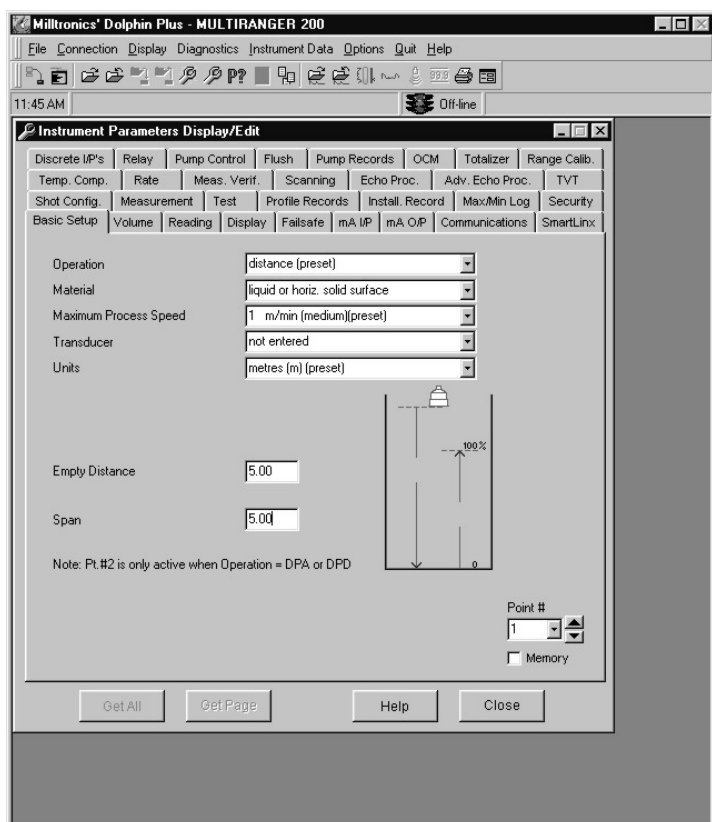 Milltronics' Dolphin Plus - MULTIRANGER 200
File Connection Display Diagnostics Instrument Data Options Quit Help
P?
99.9
11:45 AM Off-line
Instrument Parameters Display/Edit
Discrete I/P's Relay Pump Control Flush Pump Records OCM Totalizer Range Calib.
Temp. Comp. Rate Meas. Verif. Scanning Echo Proc. Adv. Echo Proc. TVT
Shot Config. Measurement Test Profile Records Install. Record Max/Min Log Security
Basic Setup Volume Reading Display Failsafe mA I/P mA O/P Communications SmartLinx
Operation distance (preset)
Material liquid or horiz. solid surface
Maximum Process Speed 1 m/min (medium)(preset)
Transducer not entered
Units metres (m) (preset)
100%
Empty Distance 5.00
Span 5.00
Note: Pt.#2 is only active when Operation = DPA or DPD
0
Point #
1
Memory
Get All Get Page Help Close